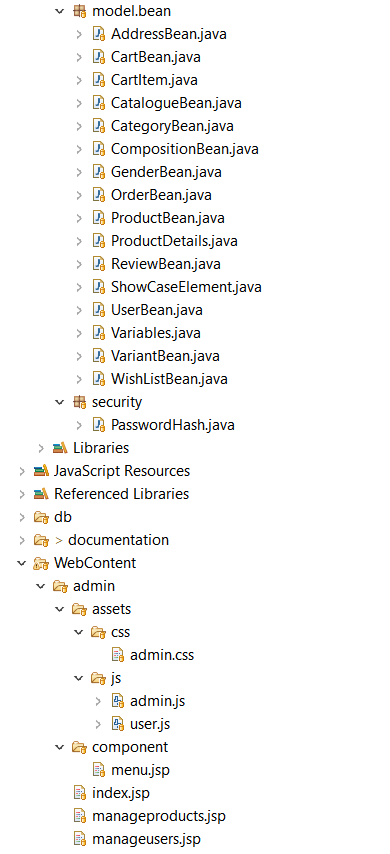 model.bean
AddressBean.java
CartBean.java
CartItem.java
CatalogueBean.java
CategoryBean.java
CompositionBean.java
GenderBean.java
OrderBean.java
ProductBean.java
ProductDetails.java
ReviewBean.java
ShowCaseElement.java
UserBean.java
Variables.java
VariantBean.java
WishListBean.java
security
PasswordHash.java
Libraries
JavaScript Resources
Referenced Libraries
db
> documentation
WebContent
admin
assets
css
admin.css
js
admin.js
user.js
component
menu.jsp
index.jsp
manageproducts.jsp
manageusers.jsp